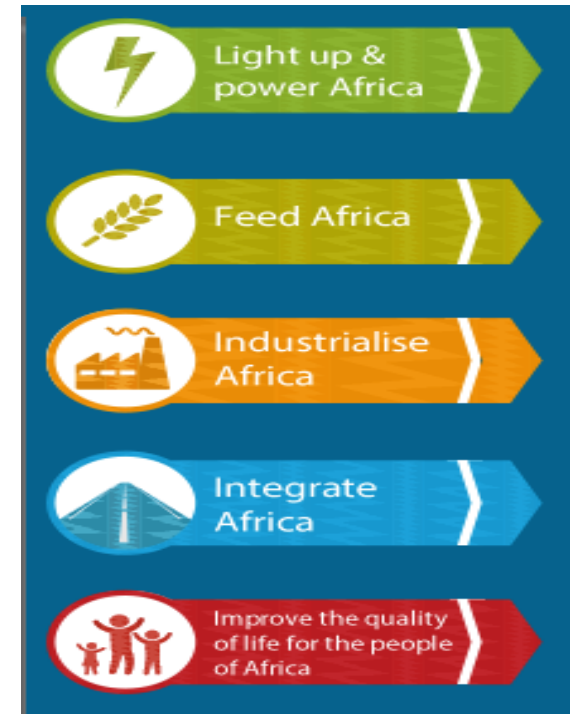 Light up &
power Africa
Feed Africa
Industrialise
Africa
Integrate
Africa
Improve the quality
of life for the people
of Africa